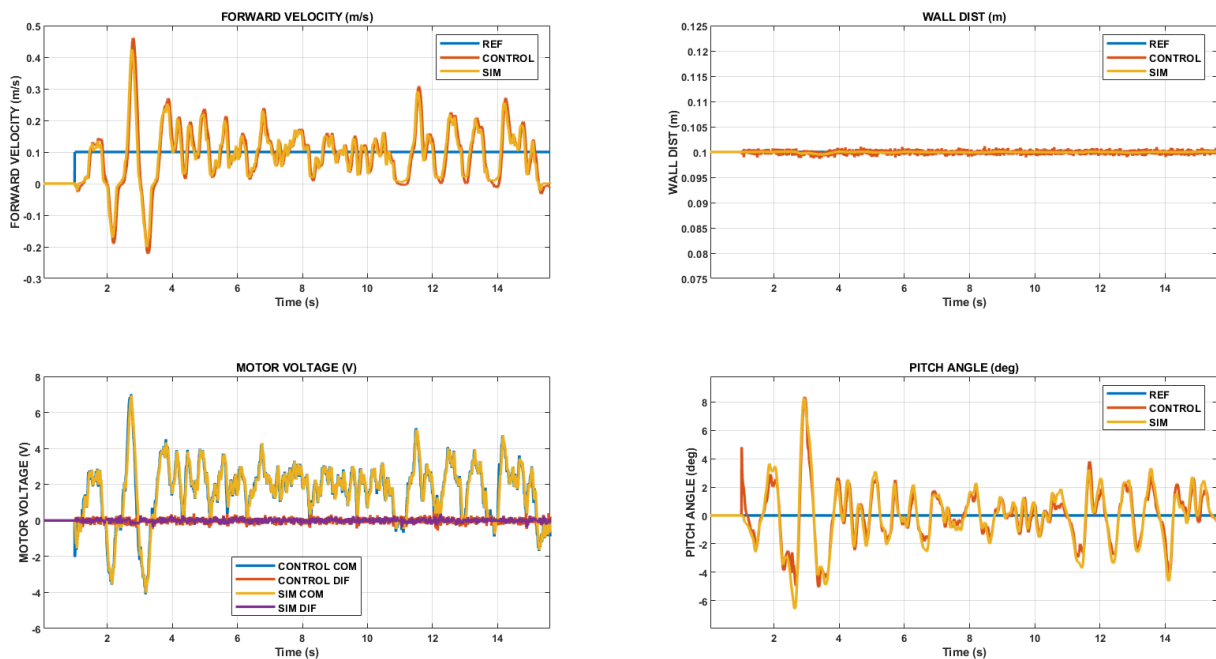 FORWARD VELOCITY (m/s)
0.5
0.4
0.3
0.2
0.1
0
-0.1
-0.2
-0.3
FORWARD VELOCITY (m/s)
REF
CONTROL
SIM
2 4 6 8 10 12 14
Time (s)
WALL DIST (m)
0.125
0.12
0.115
0.11
0.105
0.1
0.095
0.09
0.085
0.08
0.075
WALL DIST (m)
REF
CONTROL
SIM
2 4 6 8 10 12 14
Time (s)
MOTOR VOLTAGE (V)
8
6
4
2
0
-2
-4
-6
MOTOR VOLTAGE (V)
CONTROL COM
CONTROL DIF
SIM COM
SIM DIF
2 4 6 8 10 12 14
Time (s)
PITCH ANGLE (deg)
8
6
4
2
0
-2
-4
-6
PITCH ANGLE (deg)
REF
CONTROL
SIM
2 4 6 8 10 12 14
Time (s)